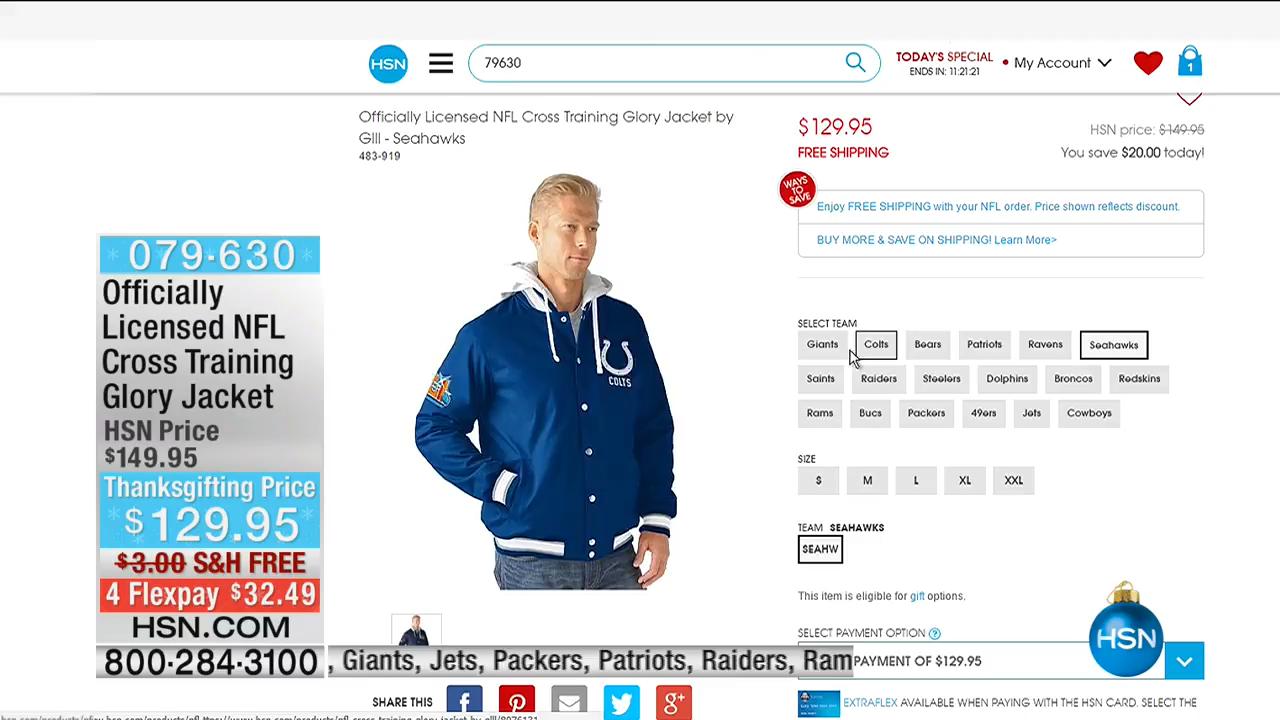 HSN
79630
TODAY'S SPECIAL
ENDS IN: 11:21:21
My Account
1
Officially Licensed NFL Cross Training Glory Jacket by
GIII - Seahawks
483-919
$129.95
FREE SHIPPING
HSN price: $149.95
You save $20.00 today!
WAYS
TO
SAVE
Enjoy FREE SHIPPING with your NFL order. Price shown reflects discount.
BUY MORE & SAVE ON SHIPPING! Learn More>
079·630
Officially
Licensed NFL
Cross Training
Glory Jacket
HSN Price
$149.95
Thanksgifting Price
$129.95
$3.00 S&H FREE
4 Flexpay $32.49
HSN.COM
800·284·3100
COLTS
SELECT TEAM
Giants Colts Bears Patriots Ravens Seahawks
Saints Raiders Steelers Dolphins Broncos Redskins
Rams Bucs Packers 49ers Jets Cowboys
SIZE
S M L XL XXL
TEAM SEAHAWKS
SEAHW
This item is eligible for gift options.
SELECT PAYMENT OPTION ?
PAYMENT OF $129.95
HSN
, Giants, Jets, Packers, Patriots, Raiders, Ram
SHARE THIS
EXTRAFLEX AVAILABLE WHEN PAYING WITH THE HSN CARD. SELECT THE